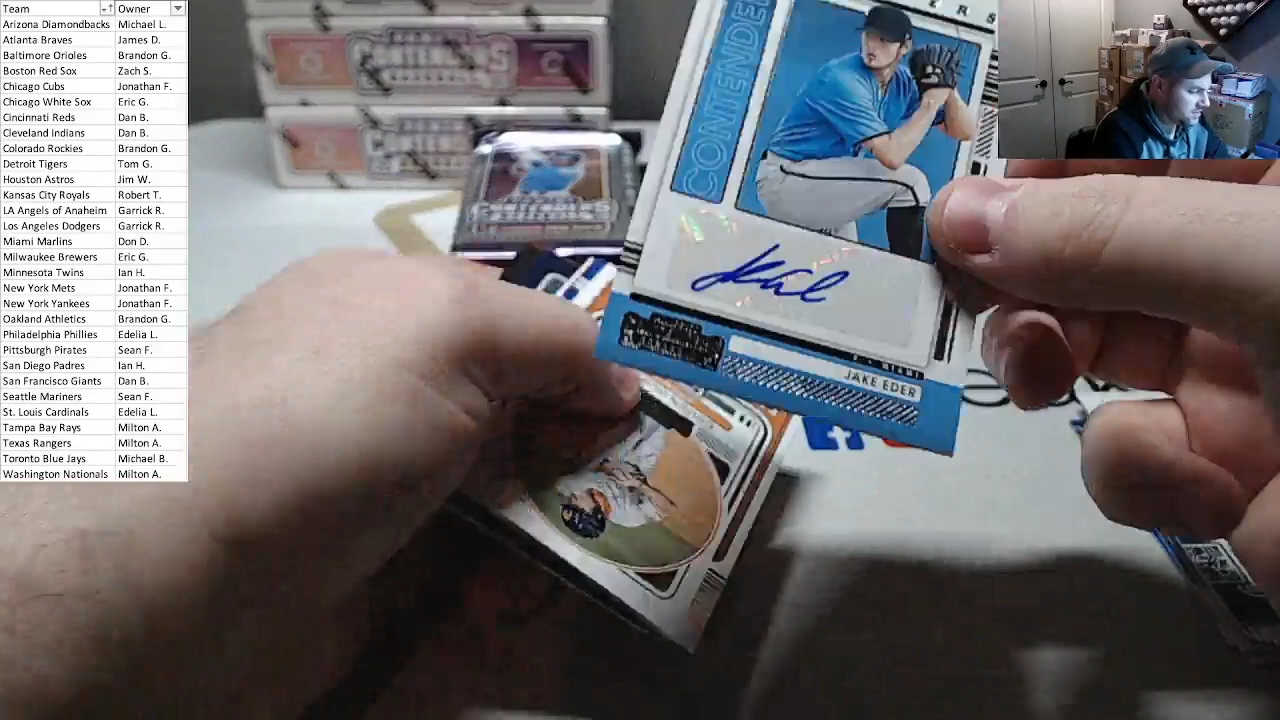 Team Owner
Arizona Diamondbacks Michael L.
Atlanta Braves James D.
Baltimore Orioles Brandon G.
Boston Red Sox Zach S.
Chicago Cubs Jonathan F.
Chicago White Sox Eric G.
Cincinnati Reds Dan B.
Cleveland Indians Dan B.
Colorado Rockies Brandon G.
Detroit Tigers Tom G.
Houston Astros Jim W.
Kansas City Royals Robert T.
LA Angels of Anaheim Garrick R.
Los Angeles Dodgers Garrick R.
Miami Marlins Don D.
Milwaukee Brewers Eric G.
Minnesota Twins Ian H.
New York Mets Jonathan F.
New York Yankees Jonathan F.
Oakland Athletics Brandon G.
Philadelphia Phillies Edelia L.
Pittsburgh Pirates Sean F.
San Diego Padres Ian H.
San Francisco Giants Dan B.
Seattle Mariners Sean F.
St. Louis Cardinals Edelia L.
Tampa Bay Rays Milton A.
Texas Rangers Milton A.
Toronto Blue Jays Michael B.
Washington Nationals Milton A.
CONTENDERS
CONTENDE
ERS
MIAMI
JAKE EDER